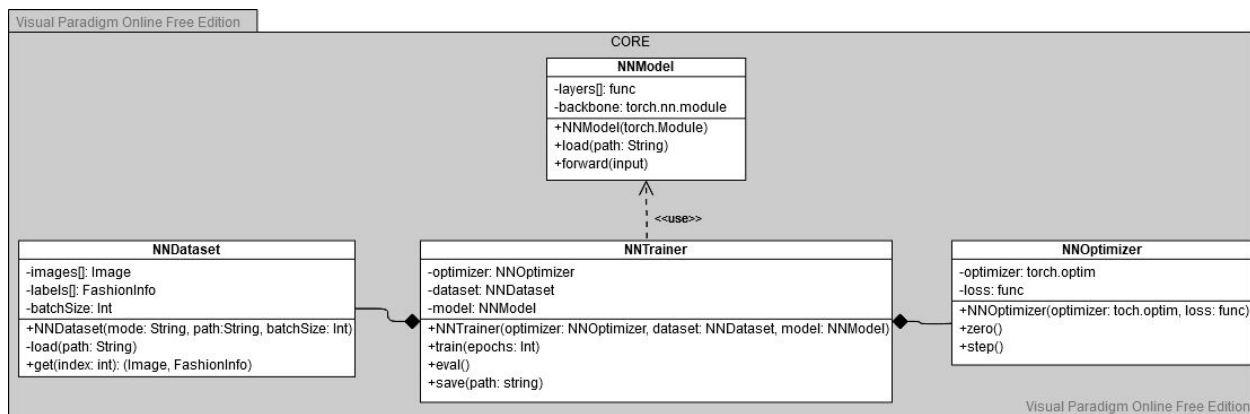 Visual Paradigm Online Free Edition
CORE
NNModel
-layers[]: func
-backbone: torch.nn.module
+NNModel(torch.Module)
+load(path: String)
+forward(input)
<<use>>
NNDataset
-images[]: Image
-labels[]: FashionInfo
-batchSize: Int
+NNDataset(mode: String, path:String, batchSize: Int)
-load(path: String)
+get(index: int): (Image, FashionInfo)
NNTrainer
-optimizer: NNOptimizer
-dataset: NNDataset
-model: NNModel
+NNTrainer(optimizer: NNOptimizer, dataset: NNDataset, model: NNModel)
+train(epochs: Int)
+eval()
+save(path: string)
NNOptimizer
-optimizer: torch.optim
-loss: func
+NNOptimizer(optimizer: toch.optim, loss: func)
+zero()
+step()
Visual Paradigm Online Free Edition